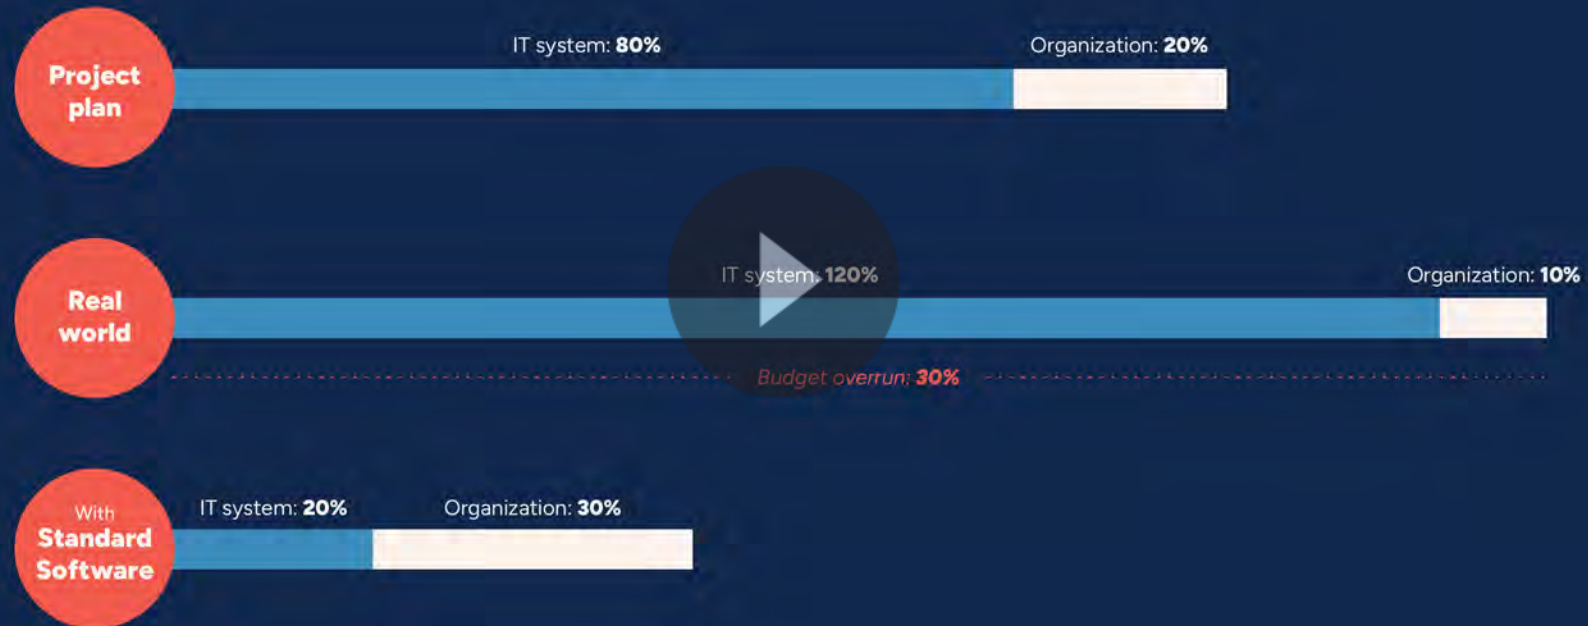 Project
plan
IT system: 80%
Organization: 20%
Real
world
IT system: 120%
Organization: 10%
Budget overrun: 30%
With
Standard
Software
IT system: 20%
Organization: 30%